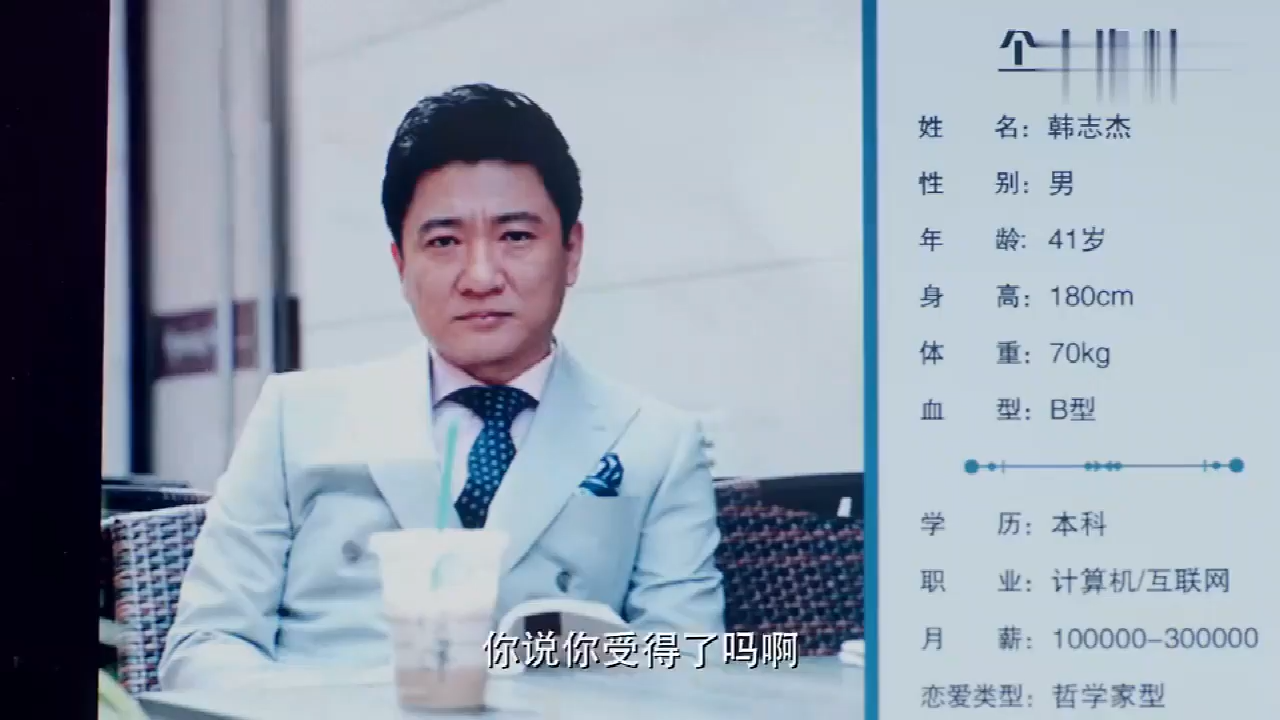 个
姓名：韩志杰
性别：男
年龄：41岁
身高：180cm
体重：70kg
血型：B型
学历：本科
职业：计算机/互联网
月薪：100000-300000
恋爱类型：哲学家型
你说你受得了吗啊